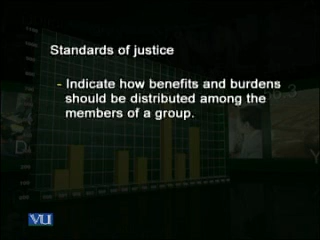 Standards of justice
- Indicate how benefits and burdens
should be distributed among the
members of a group.
VU